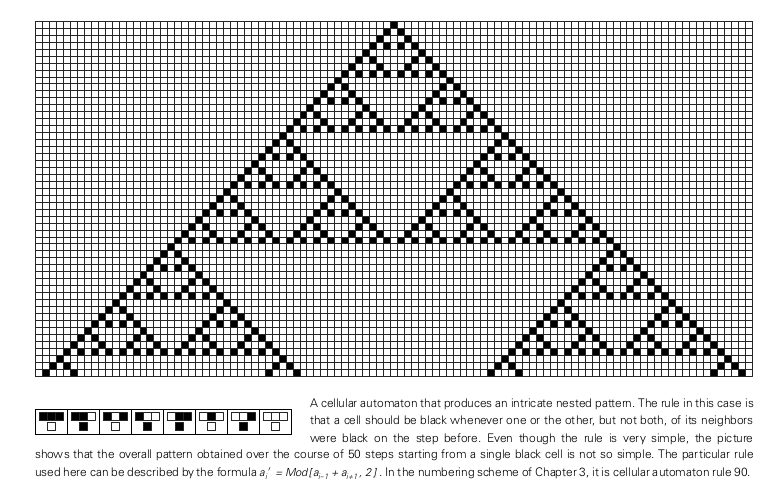 A cellular automaton that produces an intricate nested pattern. The rule in this case is
that a cell should be black whenever one or the other, but not both, of its neighbors
were black on the step before. Even though the rule is very simple, the picture
shows that the overall pattern obtained over the course of 50 steps starting from a single black cell is not so simple. The particular rule
used here can be described by the formula aᵢ′ = Mod[aᵢ₋₁ + aᵢ₊₁, 2]. In the numbering scheme of Chapter 3, it is cellular automaton rule 90.